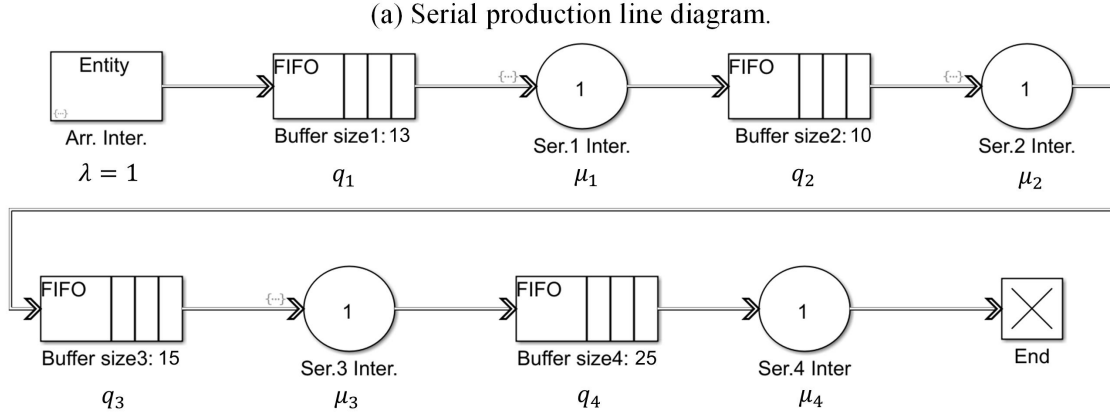 (a) Serial production line diagram.
Entity
{...}
Arr. Inter.
λ = 1
FIFO
Buffer size1: 13
q₁
{...}
1
Ser.1 Inter.
μ₁
FIFO
Buffer size2: 10
q₂
{...}
1
Ser.2 Inter.
μ₂
FIFO
Buffer size3: 15
q₃
{...}
1
Ser.3 Inter.
μ₃
FIFO
Buffer size4: 25
q₄
1
Ser.4 Inter
μ₄
End